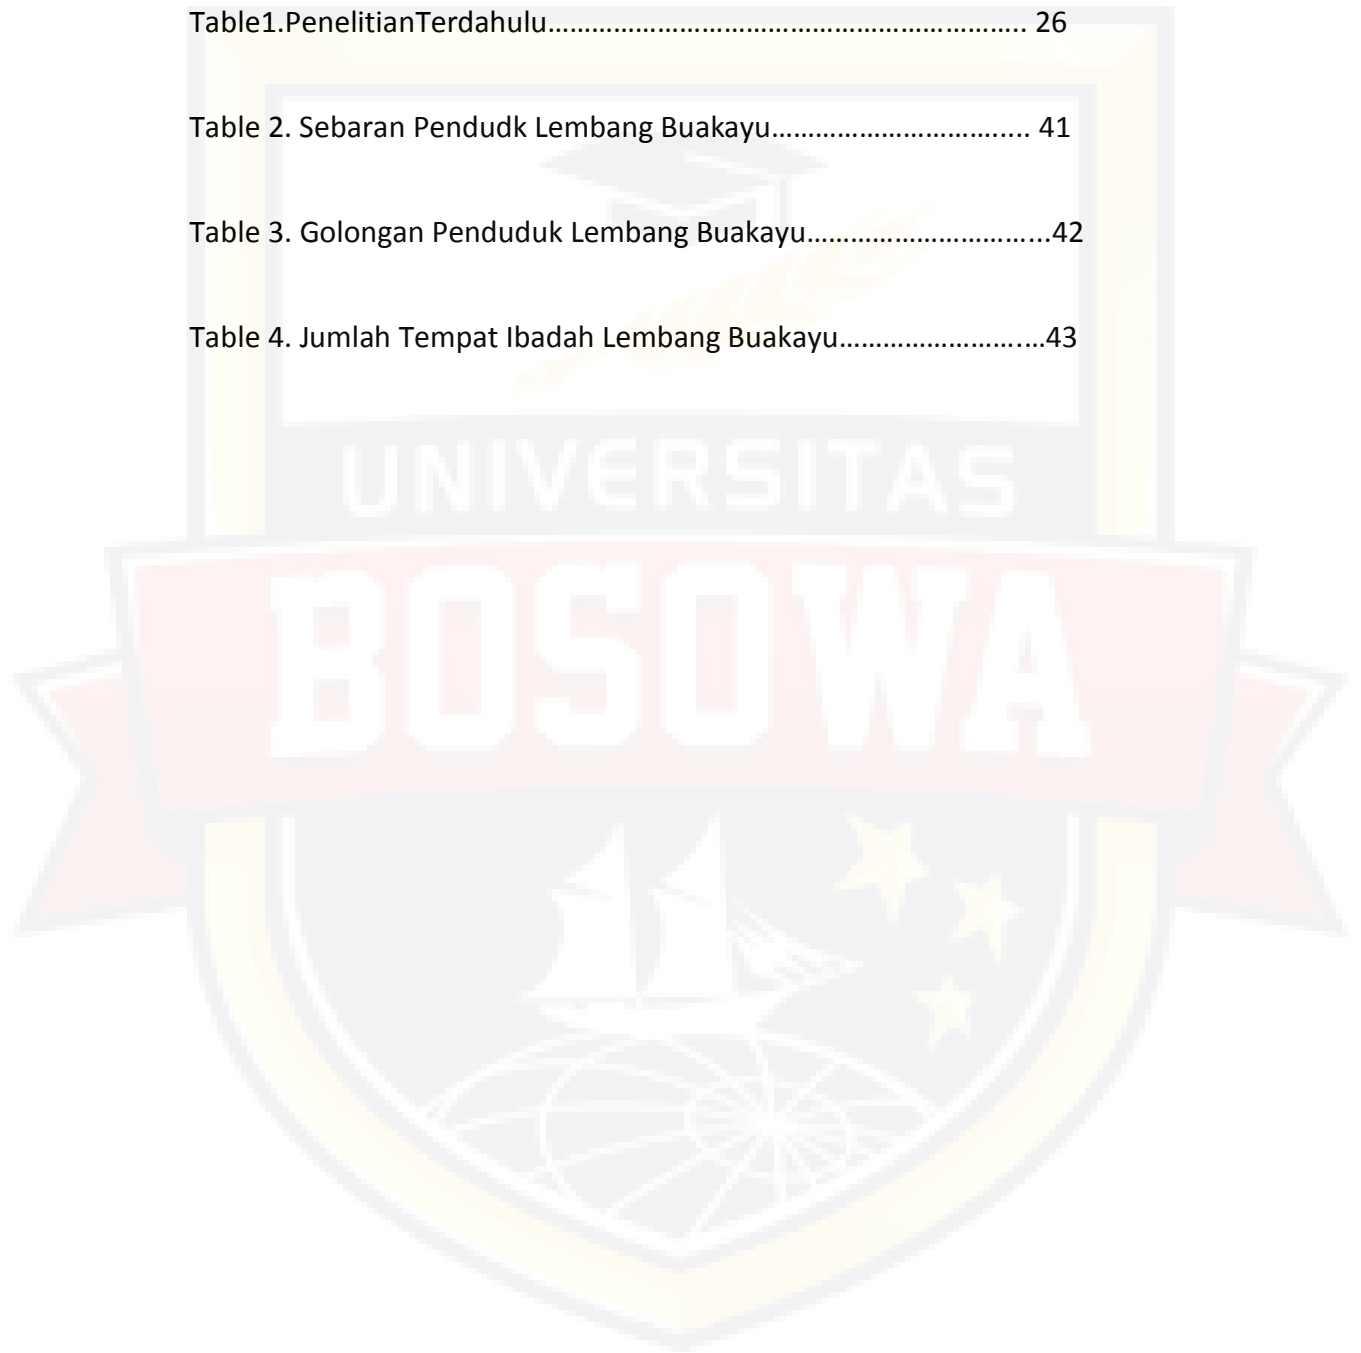 Table1.PenelitianTerdahulu……………………………………………………….. 26
Table 2. Sebaran Pendudk Lembang Buakayu………………………….... 41
Table 3. Golongan Penduduk Lembang Buakayu…………………………...42
Table 4. Jumlah Tempat Ibadah Lembang Buakayu…………………….…43
UNIVERSITAS
BOSOWA